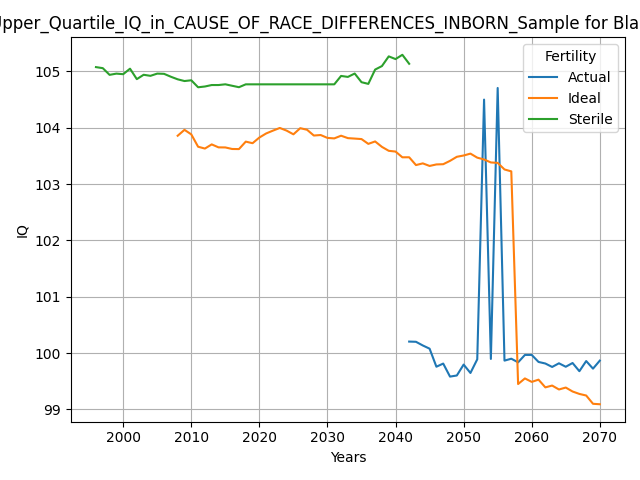 Upper_Quartile_IQ_in_CAUSE_OF_RACE_DIFFERENCES_INBORN_Sample for Bla
Fertility
Actual
Ideal
Sterile
105
104
103
102
101
100
99
IQ
2000 2010 2020 2030 2040 2050 2060 2070
Years